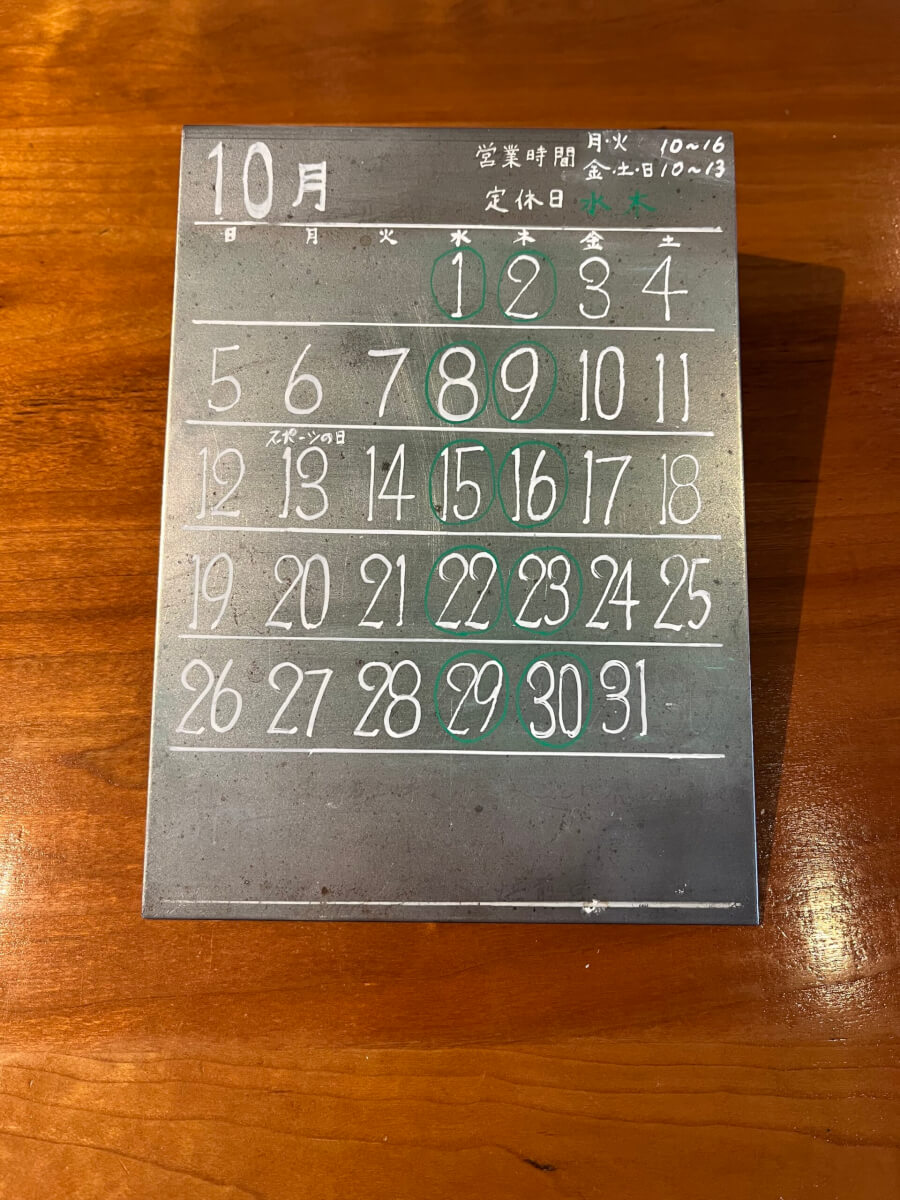 10月
営業時間 月・火 10~16
金・土・日 10~13
定休日 水 木
日 月 火 水 木 金 土
1 2 3 4
5 6 7 8 9 10 11
スポーツの日
12 13 14 15 16 17 18
19 20 21 22 23 24 25
26 27 28 29 30 31